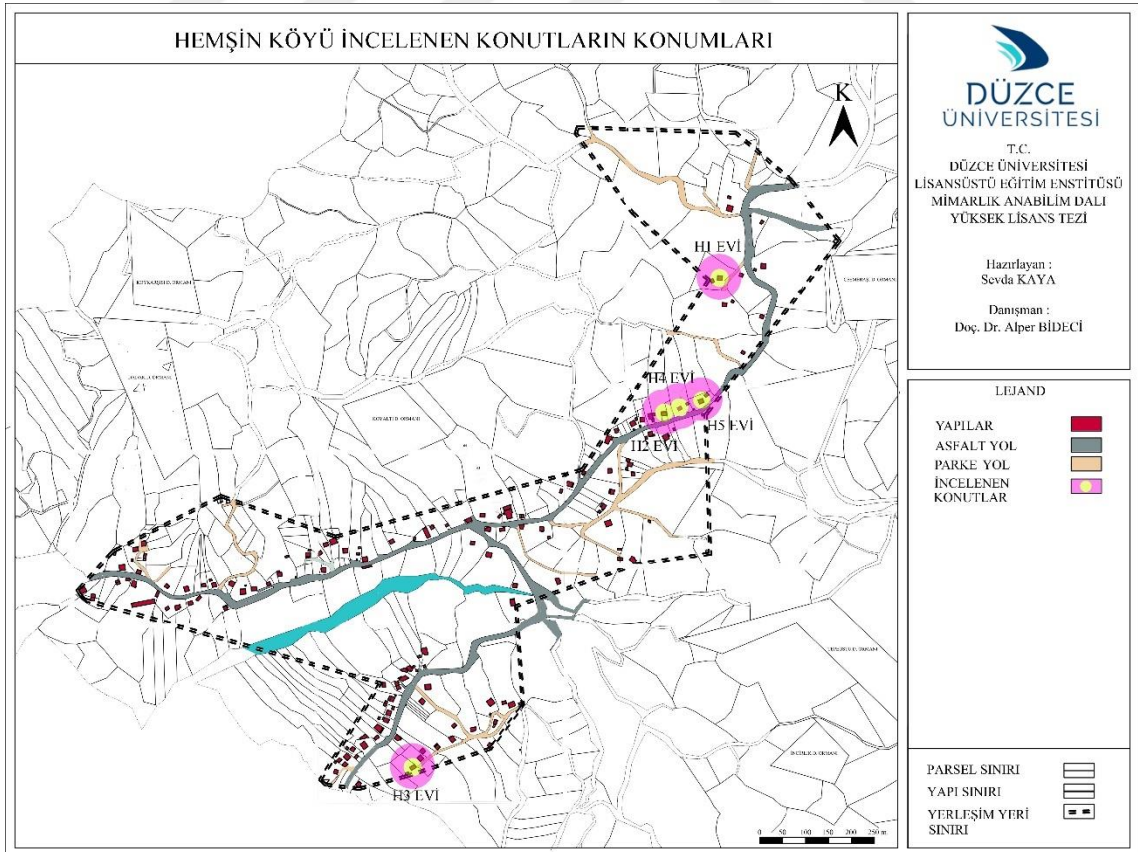 HEMŞİN KÖYÜ İNCELENEN KONUTLARIN KONUMLARI
K
H1 EVİ
H4 EVİ
H5 EVİ
H2 EVİ
H3 EVİ
0 50 100 150 200 250 m
DÜZCE
ÜNİVERSİTESİ
T.C.
DÜZCE ÜNİVERSİTESİ
LİSANSÜSTÜ EĞİTİM ENSTİTÜSÜ
MİMARLIK ANABİLİM DALI
YÜKSEK LİSANS TEZİ
Hazırlayan :
Sevda KAYA
Danışman :
Doç. Dr. Alper BİDECİ
LEJAND
YAPILAR
ASFALT YOL
PARKE YOL
İNCELENEN
KONUTLAR
PARSEL SINIRI
YAPI SINIRI
YERLEŞİM YERİ
SINIRI